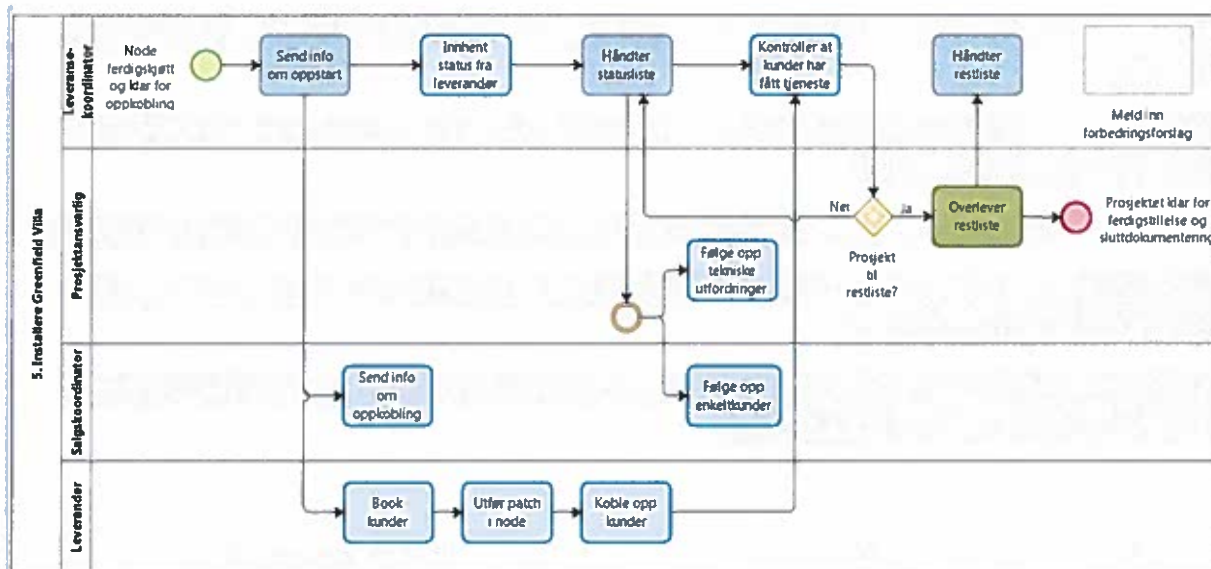 5. Installere Greenfield Villa
Leveranse-
koordinator
Node
ferdigskjøtt
og klar for
oppkobling
Send info
om oppstart
Innhent
status fra
leverandør
Håndter
statusliste
Kontroller at
kunder har
fått tjeneste
Håndter
restliste
Meld inn
forbedringsforslag
Prosjektansvarlig
Nei
Ja
Prosjekt
til
restliste?
Overlever
restliste
Prosjektet klar for
ferdigstillelse og
sluttdokumentering
Følge opp
tekniske
utfordringer
Salgskoordinator
Send info
om
oppkobling
Følge opp
enkeltkunder
Leverandør
Book
kunder
Utfør patch
i node
Koble opp
kunder